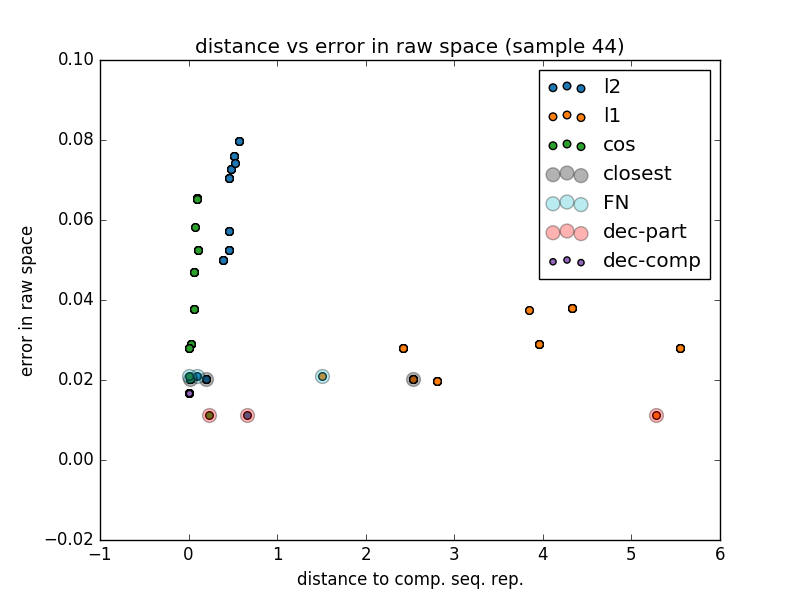 distance vs error in raw space (sample 44)
0.10
0.08
0.06
0.04
0.02
0.00
−0.02
error in raw space
l2
l1
cos
closest
FN
dec-part
dec-comp
−1 0 1 2 3 4 5 6
distance to comp. seq. rep.